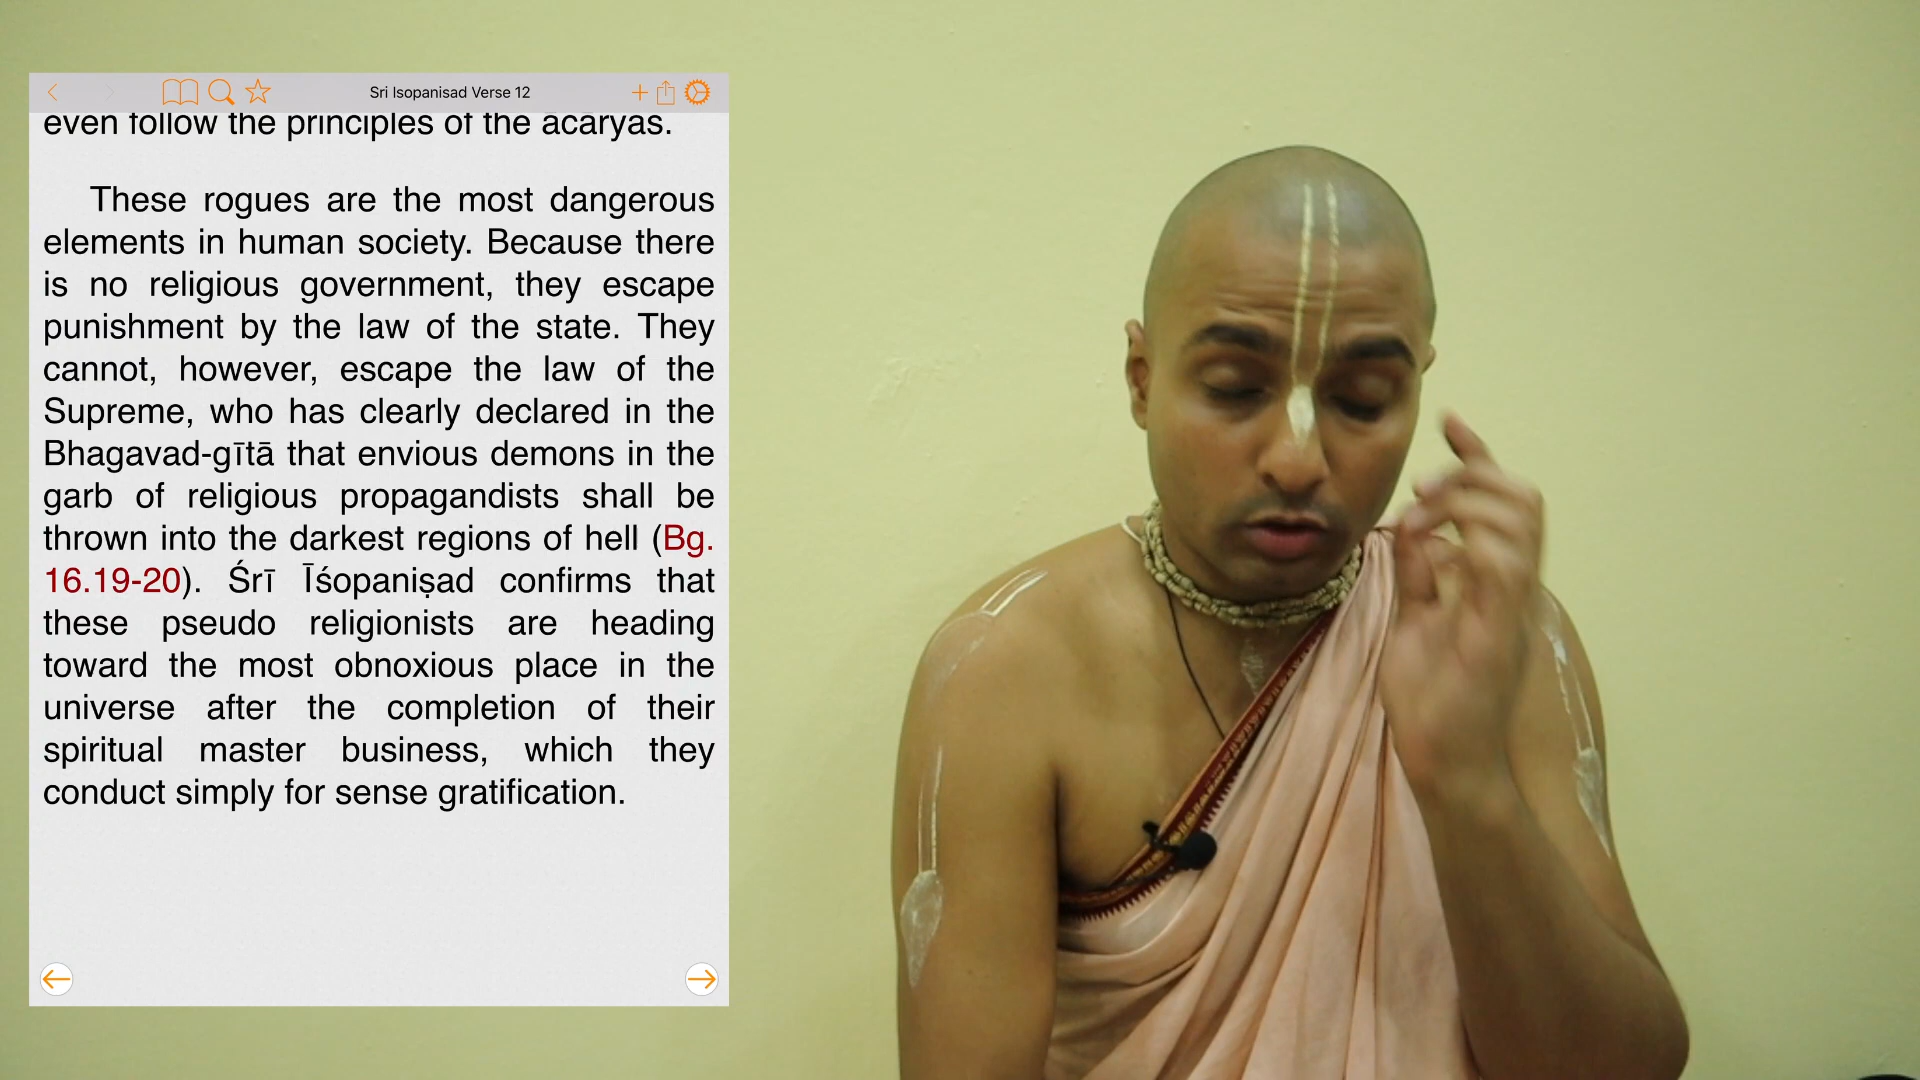 Sri Isopanisad Verse 12
even follow the principles of the ācāryas.
These rogues are the most dangerous
elements in human society. Because there
is no religious government, they escape
punishment by the law of the state. They
cannot, however, escape the law of the
Supreme, who has clearly declared in the
Bhagavad-gītā that envious demons in the
garb of religious propagandists shall be
thrown into the darkest regions of hell (Bg.
16.19-20). Śrī Īśopaniṣad confirms that
these pseudo religionists are heading
toward the most obnoxious place in the
universe after the completion of their
spiritual master business, which they
conduct simply for sense gratification.